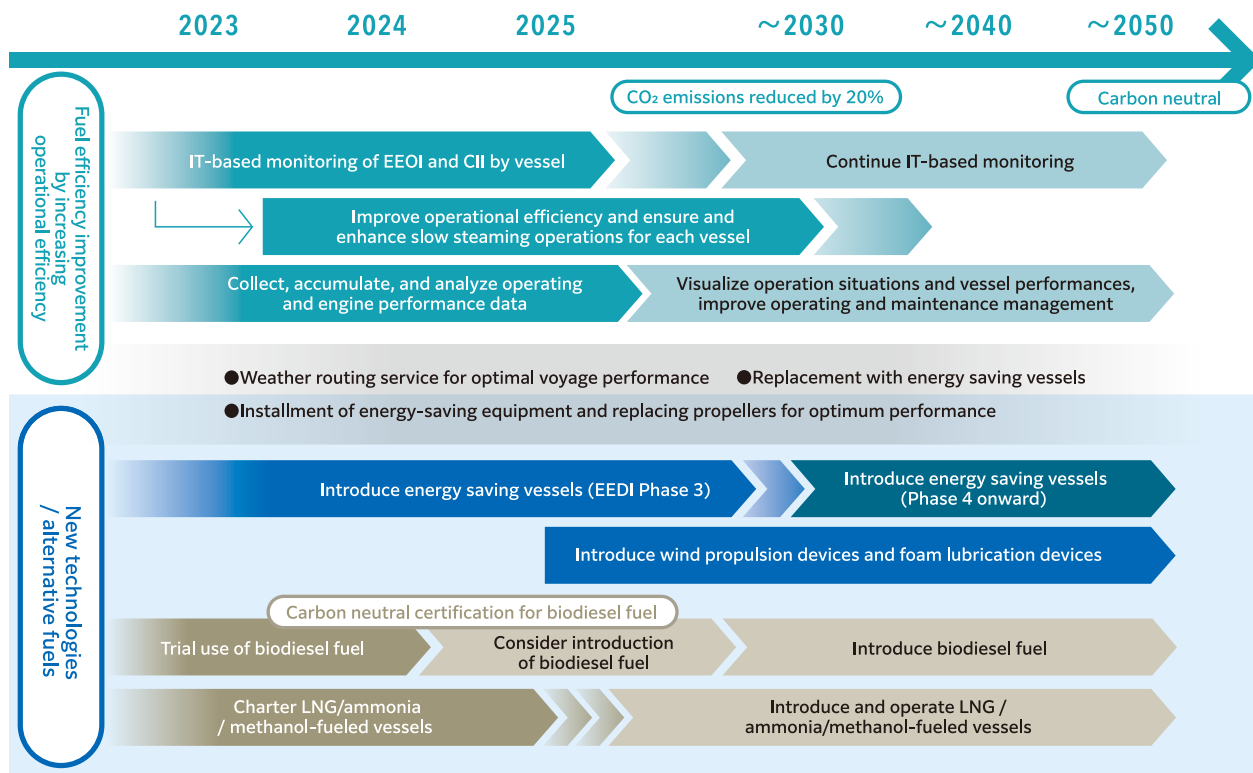 2023 2024 2025 ～2030 ～2040 ～2050
CO₂ emissions reduced by 20%
Carbon neutral
Fuel efficiency improvement
by increasing
operational efficiency
IT-based monitoring of EEOI and CII by vessel
Continue IT-based monitoring
Improve operational efficiency and ensure and
enhance slow steaming operations for each vessel
Collect, accumulate, and analyze operating
and engine performance data
Visualize operation situations and vessel performances,
improve operating and maintenance management
●Weather routing service for optimal voyage performance
●Replacement with energy saving vessels
●Installment of energy-saving equipment and replacing propellers for optimum performance
New technologies
/ alternative fuels
Introduce energy saving vessels (EEDI Phase 3)
Introduce energy saving vessels
(Phase 4 onward)
Introduce wind propulsion devices and foam lubrication devices
Carbon neutral certification for biodiesel fuel
Trial use of biodiesel fuel
Consider introduction
of biodiesel fuel
Introduce biodiesel fuel
Charter LNG/ammonia
/ methanol-fueled vessels
Introduce and operate LNG /
ammonia/methanol-fueled vessels